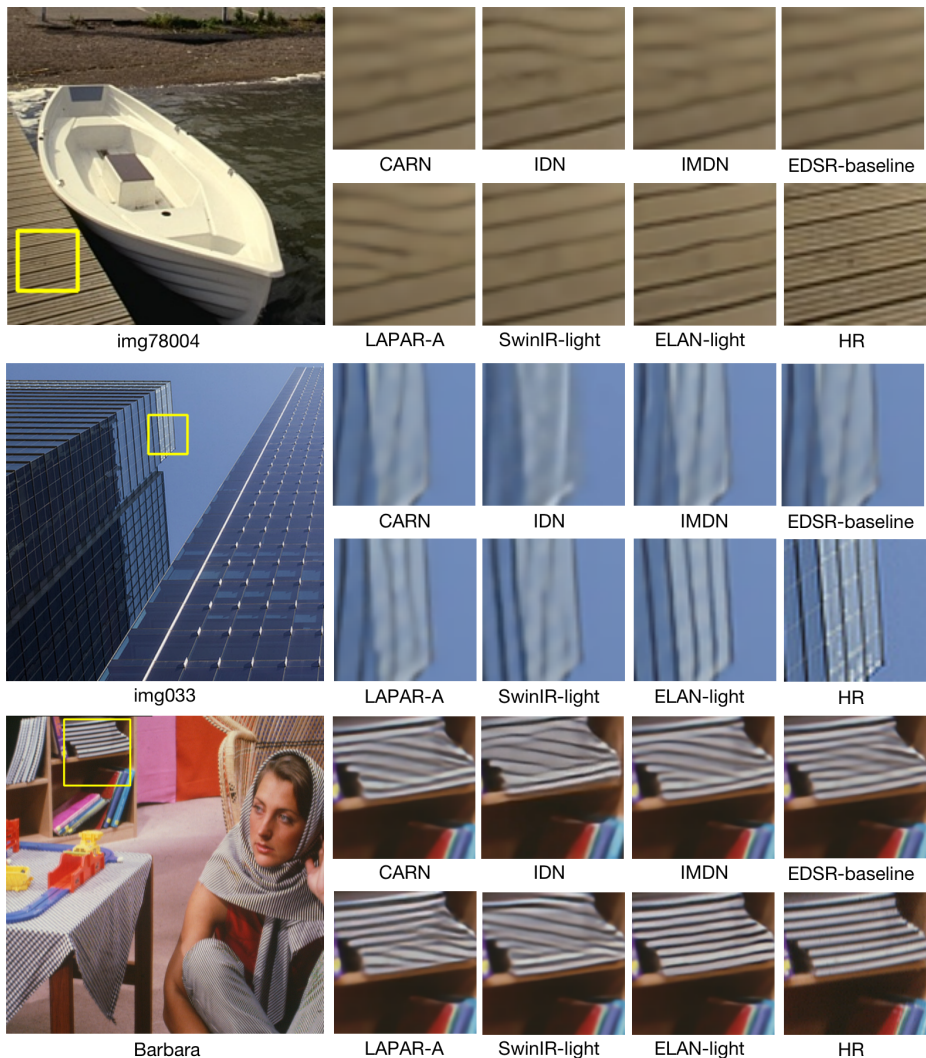 CARN IDN IMDN EDSR-baseline
LAPAR-A SwinIR-light ELAN-light HR
img78004
CARN IDN IMDN EDSR-baseline
LAPAR-A SwinIR-light ELAN-light HR
img033
CARN IDN IMDN EDSR-baseline
LAPAR-A SwinIR-light ELAN-light HR
Barbara